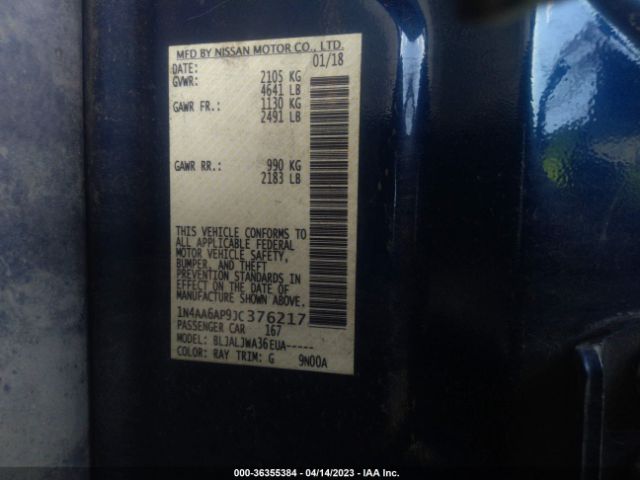 MFD BY NISSAN MOTOR CO., LTD.
DATE: 01/18
GVWR: 2105 KG
4641 LB
GAWR FR.: 1130 KG
2491 LB
GAWR RR.: 990 KG
2183 LB
THIS VEHICLE CONFORMS TO
ALL APPLICABLE FEDERAL
MOTOR VEHICLE SAFETY,
BUMPER, AND THEFT
PREVENTION STANDARDS IN
EFFECT ON THE DATE OF
MANUFACTURE SHOWN ABOVE.
1N4AA6AP9JC376217
PASSENGER CAR 167
MODEL: BLJALJWA36EUA-----
COLOR: RAY TRIM: G 9N00A
000-36355384 - 04/14/2023 - IAA Inc.